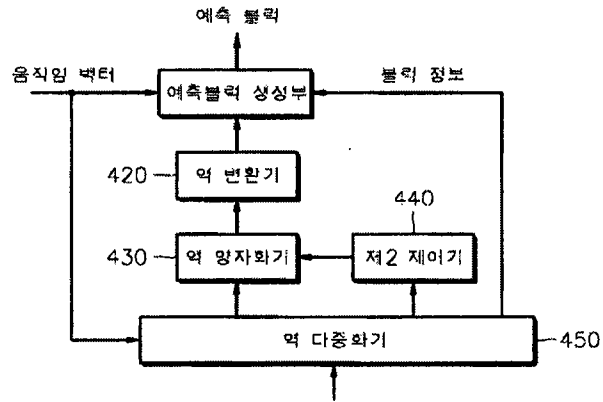 예측 블럭
움직임 벡터
블럭 정보
예측블럭 생성부
420
역 변환기
440
430
역 양자화기
제2 제어기
역 다중화기
450